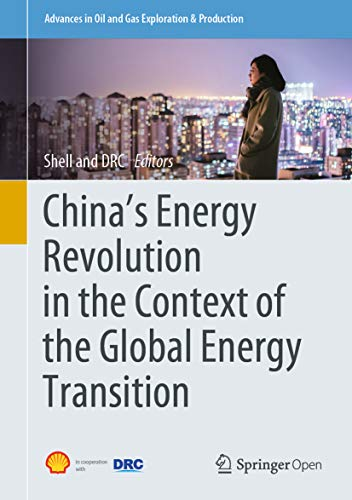 Advances in Oil and Gas Exploration & Production
Shell and DRC Editors
China's Energy
Revolution
in the Context of
the Global Energy
Transition
In cooperation
with
DRC
Springer Open